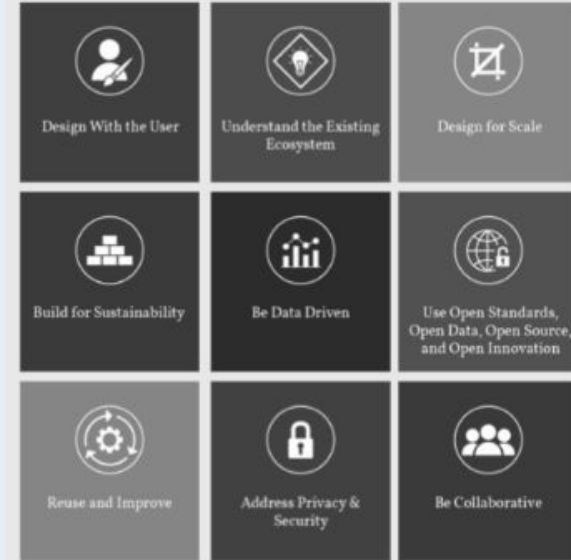 Design With the User
Understand the Existing
Ecosystem
Design for Scale
Build for Sustainability
Be Data Driven
Use Open Standards,
Open Data, Open Source,
and Open Innovation
Reuse and Improve
Address Privacy &
Security
Be Collaborative